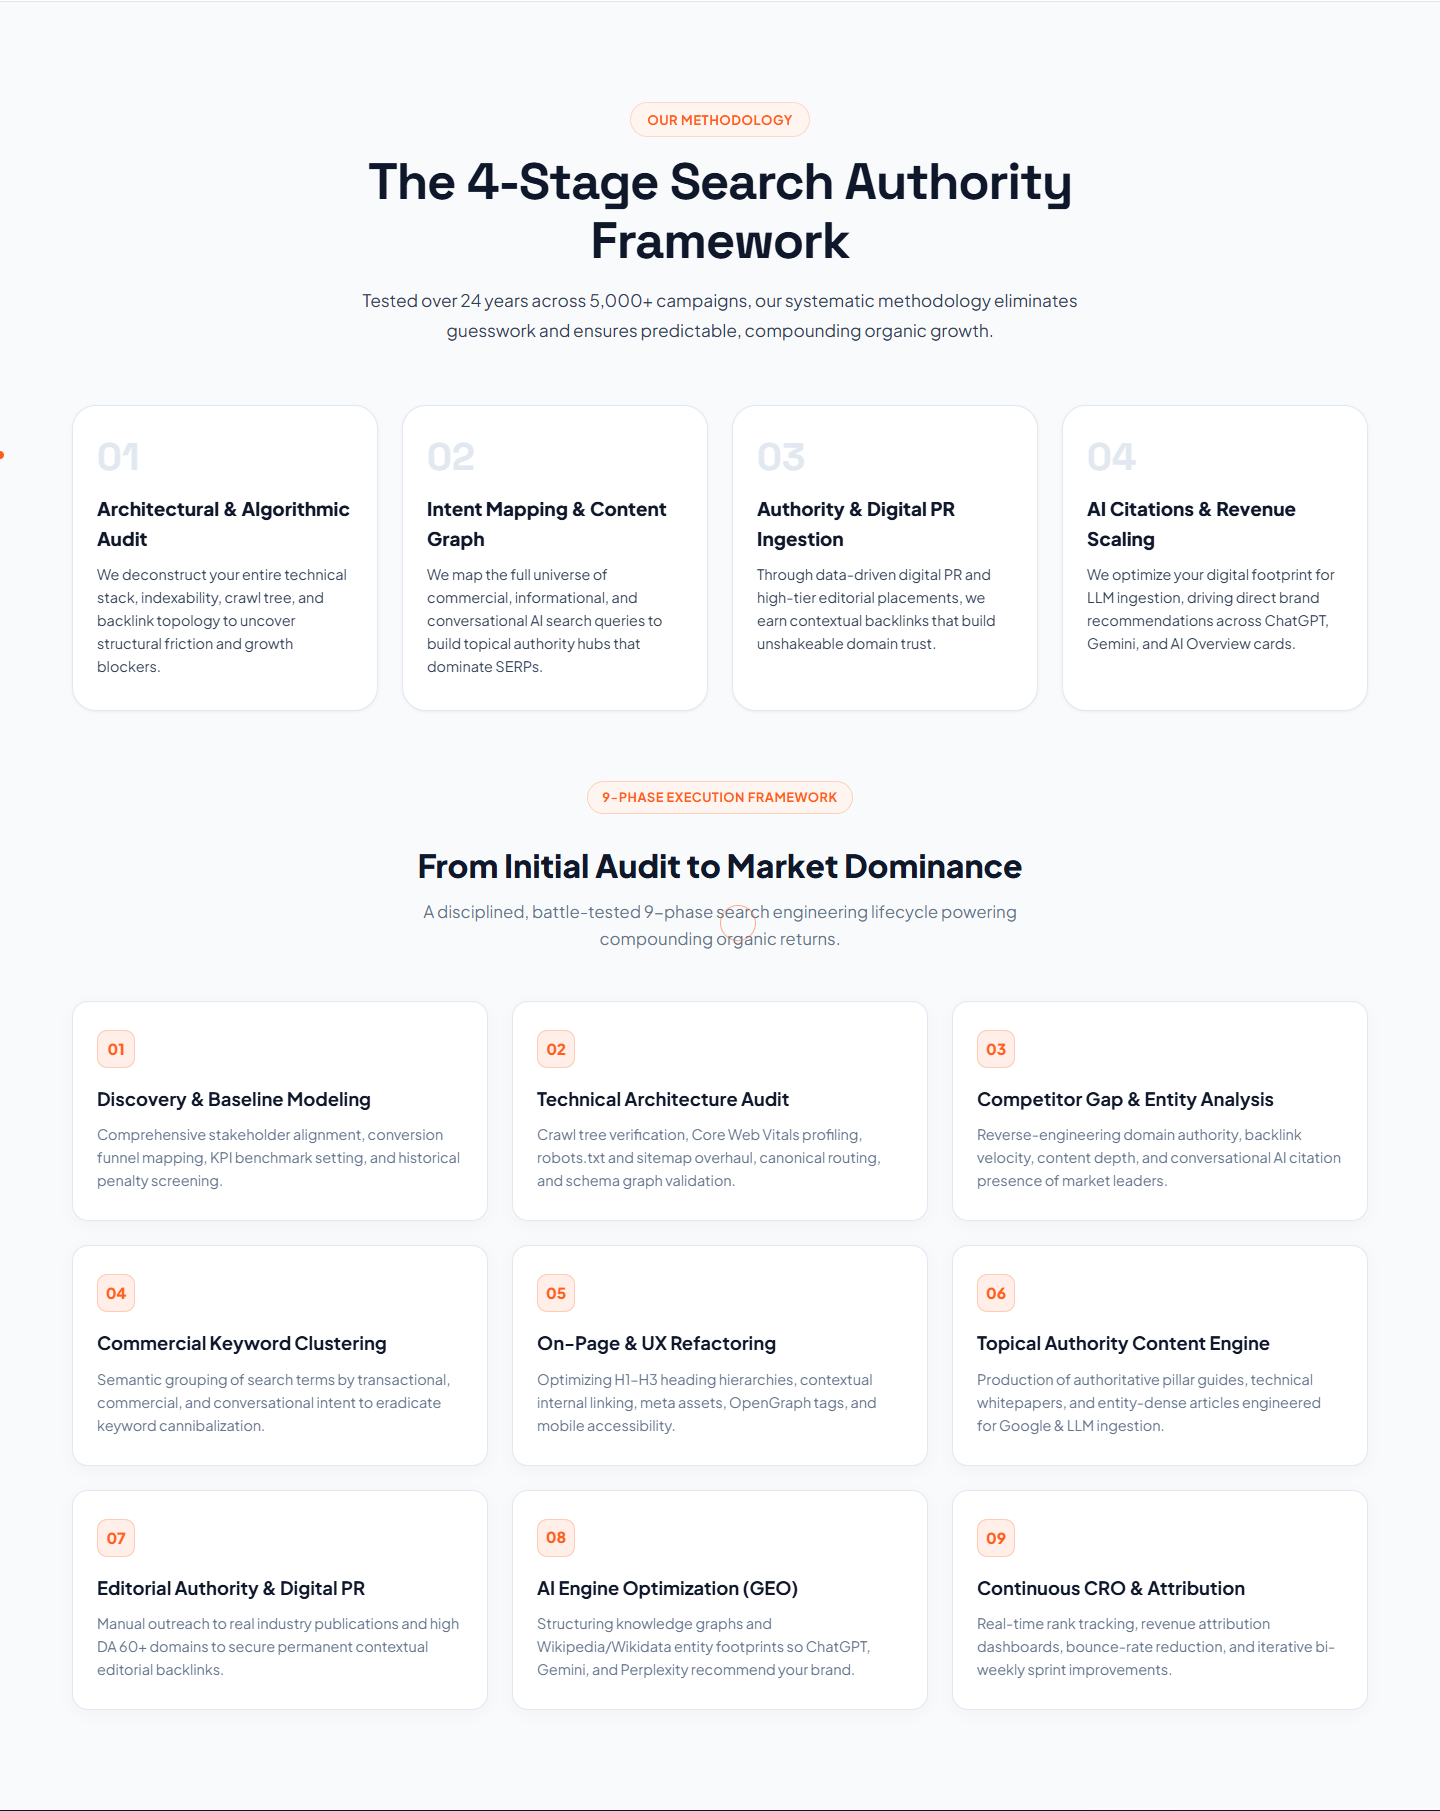 OUR METHODOLOGY
The 4-Stage Search Authority
Framework
Tested over 24 years across 5,000+ campaigns, our systematic methodology eliminates
guesswork and ensures predictable, compounding organic growth.
01
Architectural & Algorithmic
Audit
We deconstruct your entire technical
stack, indexability, crawl tree, and
backlink topology to uncover
structural friction and growth
blockers.
02
Intent Mapping & Content
Graph
We map the full universe of
commercial, informational, and
conversational AI search queries to
build topical authority hubs that
dominate SERPs.
03
Authority & Digital PR
Ingestion
Through data-driven digital PR and
high-tier editorial placements, we
earn contextual backlinks that build
unshakeable domain trust.
04
AI Citations & Revenue
Scaling
We optimize your digital footprint for
LLM ingestion, driving direct brand
recommendations across ChatGPT,
Gemini, and AI Overview cards.
9-PHASE EXECUTION FRAMEWORK
From Initial Audit to Market Dominance
A disciplined, battle-tested 9-phase search engineering lifecycle powering
compounding organic returns.
01
Discovery & Baseline Modeling
Comprehensive stakeholder alignment, conversion
funnel mapping, KPI benchmark setting, and historical
penalty screening.
02
Technical Architecture Audit
Crawl tree verification, Core Web Vitals profiling,
robots.txt and sitemap overhaul, canonical routing,
and schema graph validation.
03
Competitor Gap & Entity Analysis
Reverse-engineering domain authority, backlink
velocity, content depth, and conversational AI citation
presence of market leaders.
04
Commercial Keyword Clustering
Semantic grouping of search terms by transactional,
commercial, and conversational intent to eradicate
keyword cannibalization.
05
On-Page & UX Refactoring
Optimizing H1-H3 heading hierarchies, contextual
internal linking, meta assets, OpenGraph tags, and
mobile accessibility.
06
Topical Authority Content Engine
Production of authoritative pillar guides, technical
whitepapers, and entity-dense articles engineered
for Google & LLM ingestion.
07
Editorial Authority & Digital PR
Manual outreach to real industry publications and high
DA 60+ domains to secure permanent contextual
editorial backlinks.
08
AI Engine Optimization (GEO)
Structuring knowledge graphs and
Wikipedia/Wikidata entity footprints so ChatGPT,
Gemini, and Perplexity recommend your brand.
09
Continuous CRO & Attribution
Real-time rank tracking, revenue attribution
dashboards, bounce-rate reduction, and iterative bi-
weekly sprint improvements.